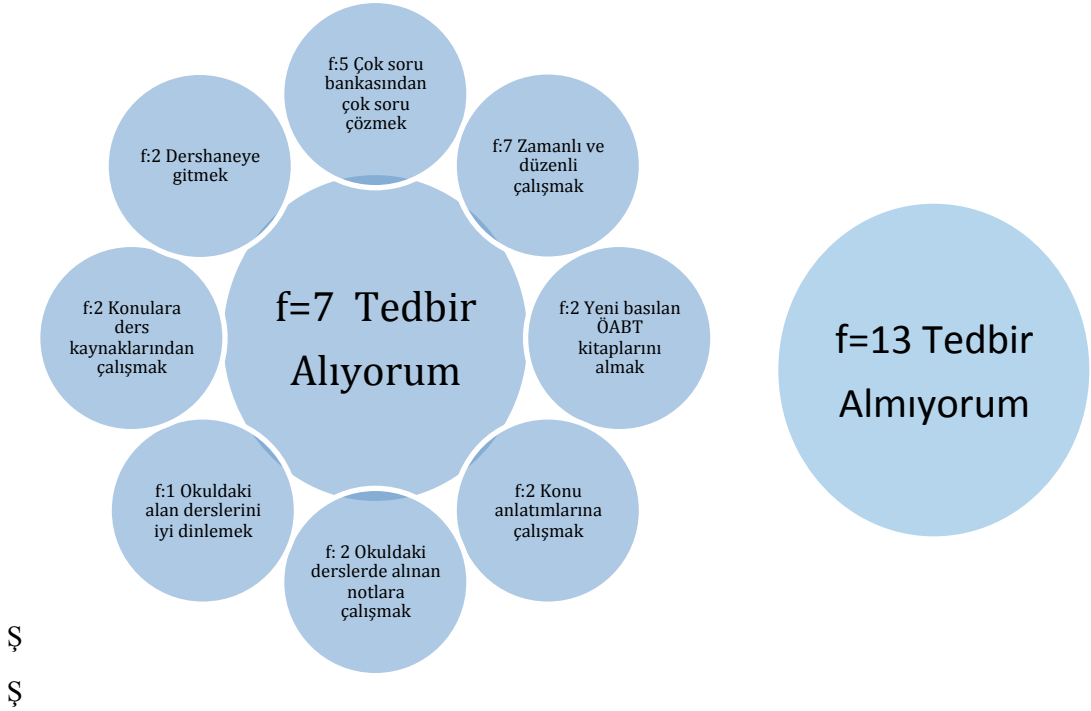 f:5 Çok soru
bankasından
çok soru
çözmek
f:7 Zamanlı ve
düzenli
çalışmak
f:2 Yeni basılan
ÖABT
kitaplarını
almak
f:2 Konu
anlatımlarına
çalışmak
f: 2 Okuldaki
derslerde alınan
notlara
çalışmak
f:1 Okuldaki
alan derslerini
iyi dinlemek
f:2 Konulara
ders
kaynaklarından
çalışmak
f:2 Dershaneye
gitmek
f=7 Tedbir
Alıyorum
f=13 Tedbir
Almıyorum
Ş
Ş